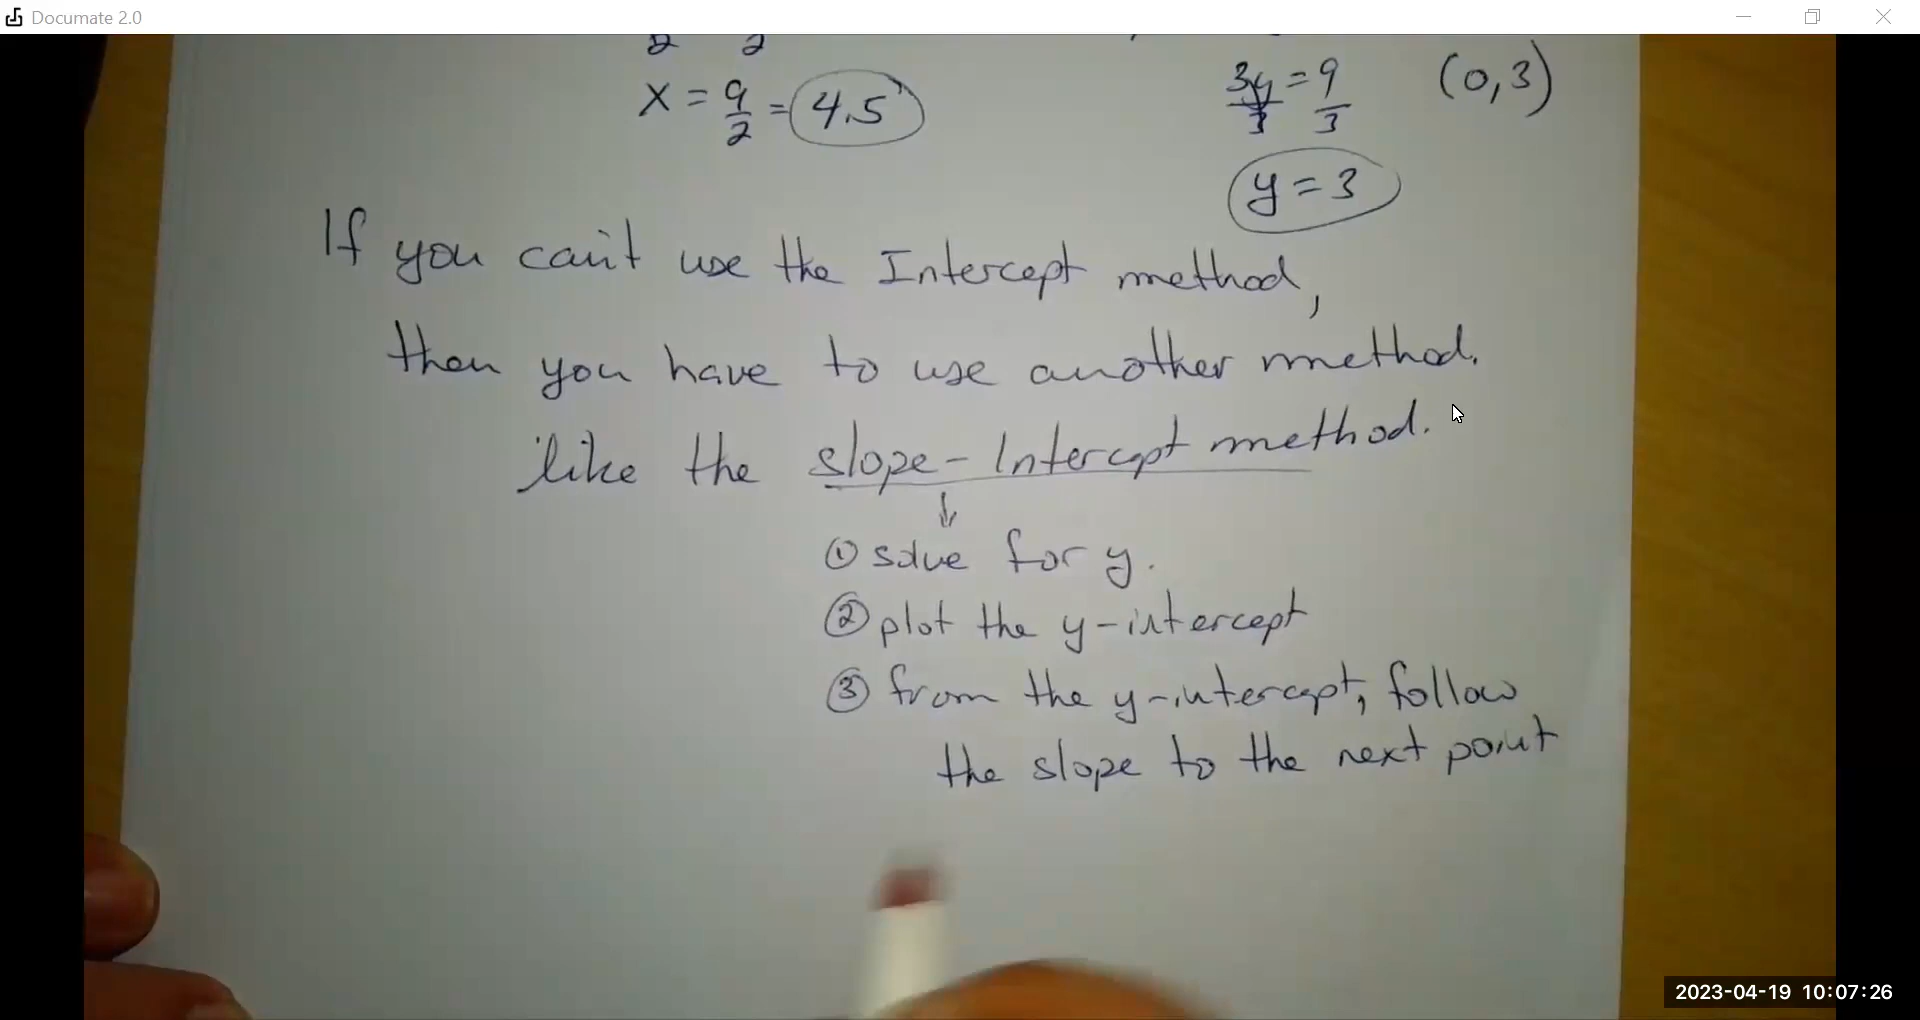 Documate 2.0
2 2
x = 9/2 = 4.5
3y = 9 (0,3)
3 3
y = 3
If you can't use the Intercept method,
then you have to use another method.
like the slope-Intercept method.
↓
① solve for y.
② plot the y-intercept
③ from the y-intercept, follow
the slope to the next point
2023-04-19 10:07:26